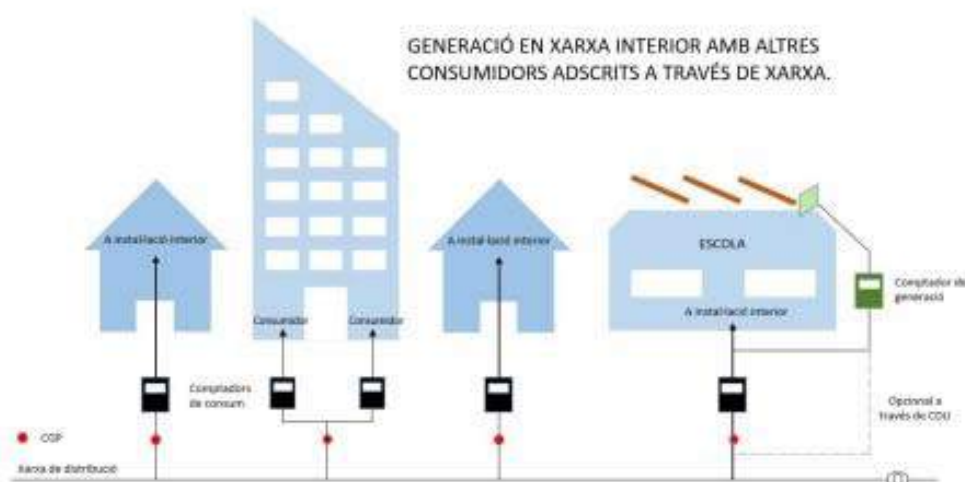 GENERACIÓ EN XARXA INTERIOR AMB ALTRES
CONSUMIDORS ADSCRITS A TRAVÉS DE XARXA.
A instal·lació interior
A instal·lació interior
ESCOLA
Comptador de
generació
A instal·lació interior
Consumidor
Consumidor
Comptadors
de consum
Opcional a
través de CDU
CGP
Xarxa de distribució